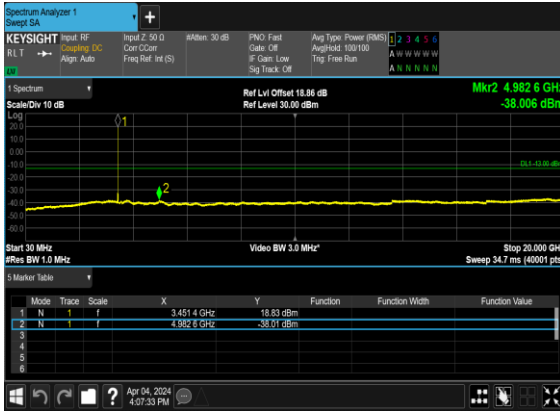 Spectrum Analyzer 1
Swept SA
+
KEYSIGHT Input: RF Input Z: 50 Ω #Atten: 30 dB PNO: Fast Avg Type: Power (RMS) 1 2 3 4 5 6
RLT Coupling: DC Corr CCorr Gate: Off Avg|Hold: 100/100 A W W W W W
Align: Auto Freq Ref: Int (S) IF Gain: Low Trig: Free Run
Sig Track: Off A N N N N N
1 Spectrum Ref Lvl Offset 18.86 dB Mkr2 4.982 6 GHz
Scale/Div 10 dB Ref Level 30.00 dBm -38.006 dBm
Log
20.0
10.0
0.00
-10.0
-20.0
-30.0
-40.0
-50.0
-60.0
1
DL1 -13.00 dBm
2
Start 30 MHz Video BW 3.0 MHz* Stop 20.000 GH
#Res BW 1.0 MHz Sweep 34.7 ms (40001 pts
5 Marker Table
Mode Trace Scale X Y Function Function Width Function Value
1 N 1 f 3.451 4 GHz 18.83 dBm
2 N 1 f 4.982 6 GHz -38.01 dBm
3
4
5
6
? Apr 04, 2024
4:07:33 PM